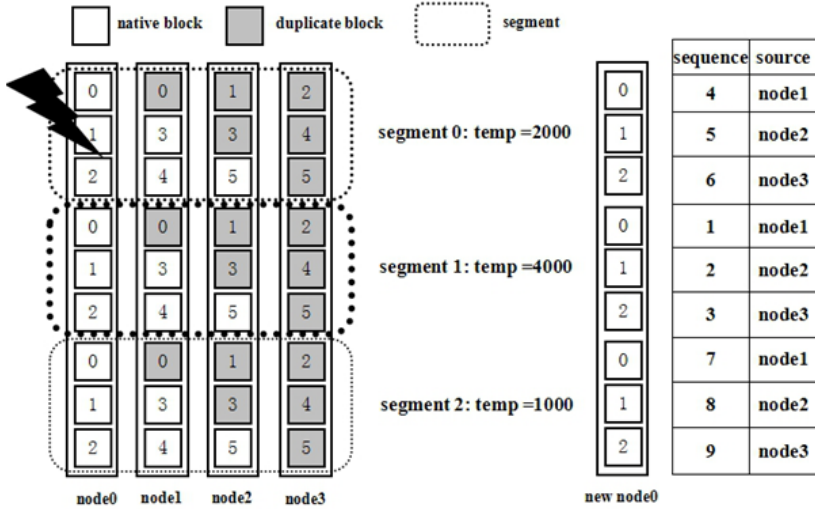 native block duplicate block segment
sequence source
0 0 1 2 0 4 node1
1 3 3 4 segment 0: temp =2000 1 5 node2
2 4 5 5 2 6 node3
0 0 1 2 0 1 node1
1 3 3 4 segment 1: temp =4000 1 2 node2
2 4 5 5 2 3 node3
0 0 1 2 0 7 node1
1 3 3 4 segment 2: temp =1000 1 8 node2
2 4 5 5 2 9 node3
node0 node1 node2 node3 new node0